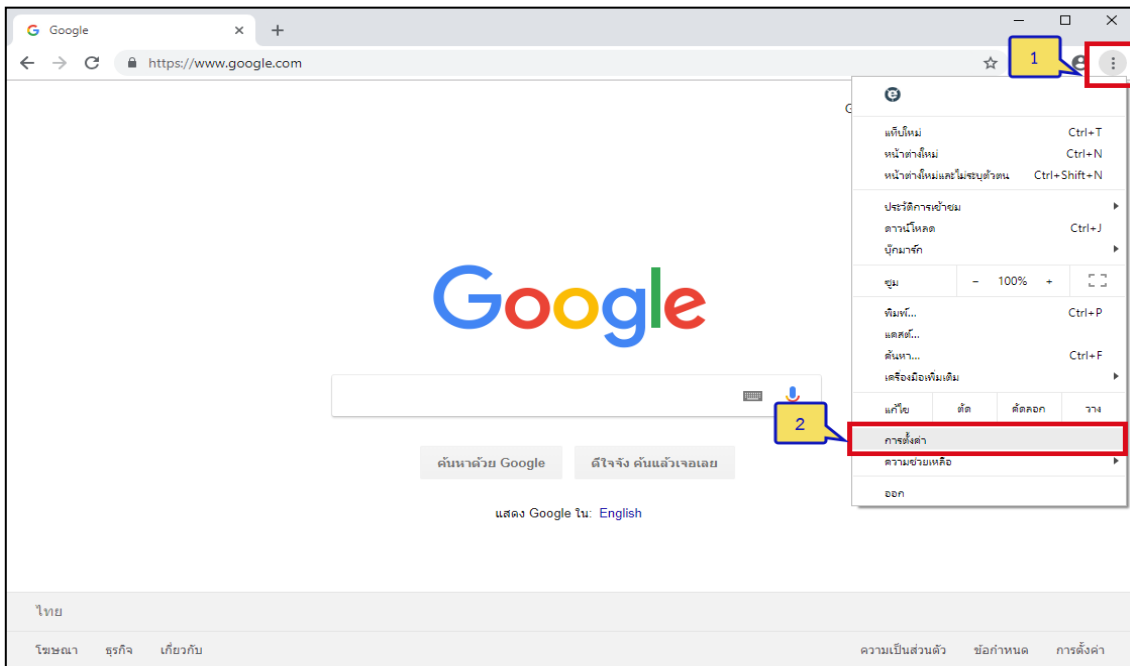 Google
https://www.google.com
1
G
แท็บใหม่ Ctrl+T
หน้าต่างใหม่ Ctrl+N
หน้าต่างใหม่และไม่ระบุตัวตน Ctrl+Shift+N
ประวัติการเข้าชม
ดาวน์โหลด Ctrl+J
บุ๊กมาร์ก
ซูม - 100% +
พิมพ์... Ctrl+P
แคสต์...
ค้นหา... Ctrl+F
เครื่องมือเพิ่มเติม
แก้ไข ตัด คัดลอก วาง
2
การตั้งค่า
ความช่วยเหลือ
ออก
Google
ค้นหาด้วย Google ดีใจจัง ค้นแล้วเจอเลย
แสดง Google ใน: English
ไทย
โฆษณา ธุรกิจ เกี่ยวกับ ความเป็นส่วนตัว ข้อกำหนด การตั้งค่า